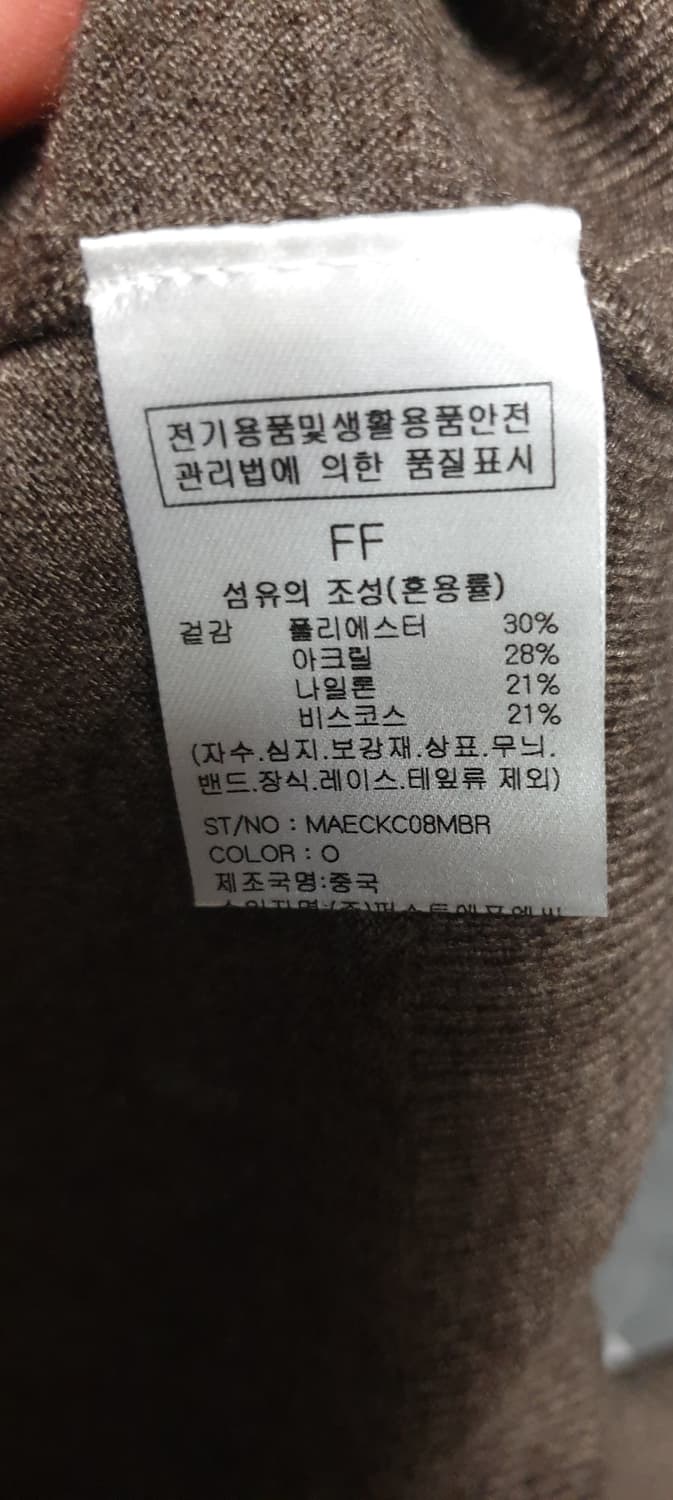 전기용품및생활용품안전
관리법에 의한 품질표시
FF
섬유의 조성(혼용률)
겉감 폴리에스터 30%
아크릴 28%
나일론 21%
비스코스 21%
(자수.심지.보강재.상표.무늬.
밴드.장식.레이스.테잎류 제외)
ST/NO : MAECKC08MBR
COLOR : O
제조국명:중국